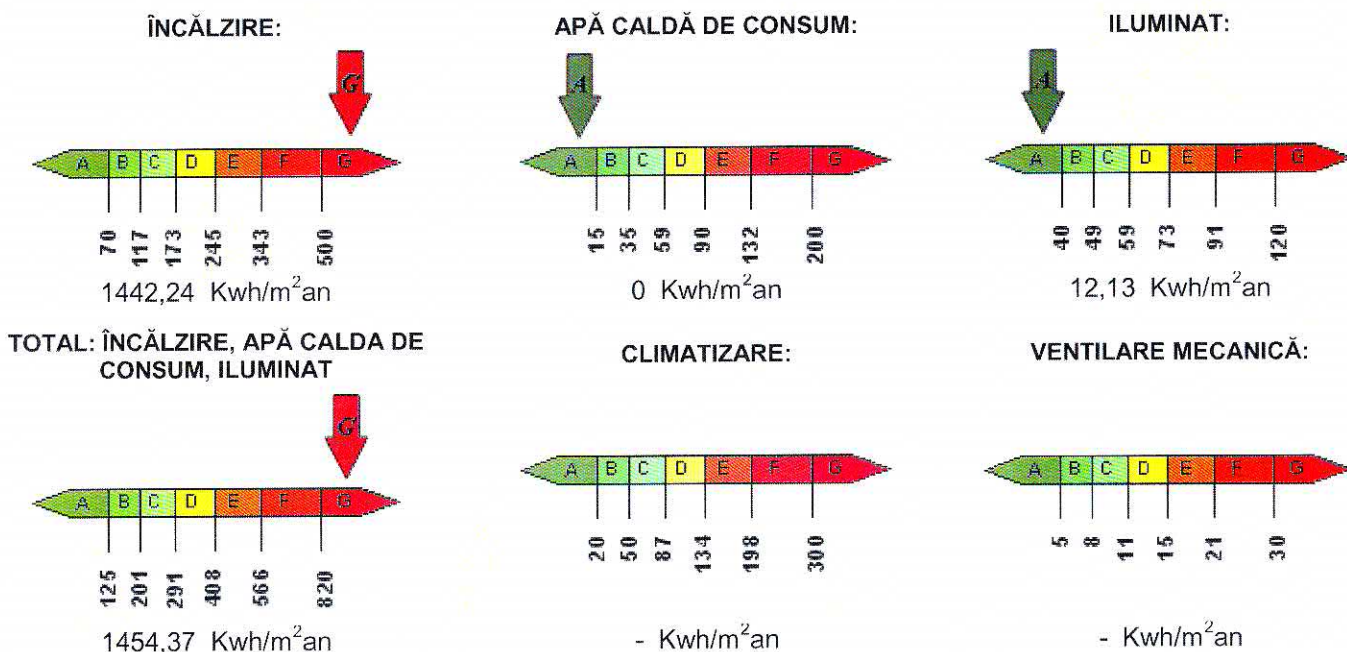 ÎNCĂLZIRE:
G
A B C D E F G
70 117 173 245 343 500
1442,24 Kwh/m²an
APĂ CALDĂ DE CONSUM:
A
A B C D E F G
15 35 59 90 132 200
0 Kwh/m²an
ILUMINAT:
A
A B C D E F G
40 49 59 73 91 120
12,13 Kwh/m²an
TOTAL: ÎNCĂLZIRE, APĂ CALDA DE
CONSUM, ILUMINAT
G
A B C D E F G
125 201 291 408 566 820
1454,37 Kwh/m²an
CLIMATIZARE:
A B C D E F G
20 50 87 134 198 300
- Kwh/m²an
VENTILARE MECANICĂ:
A B C D E F G
5 8 11 15 21 30
- Kwh/m²an